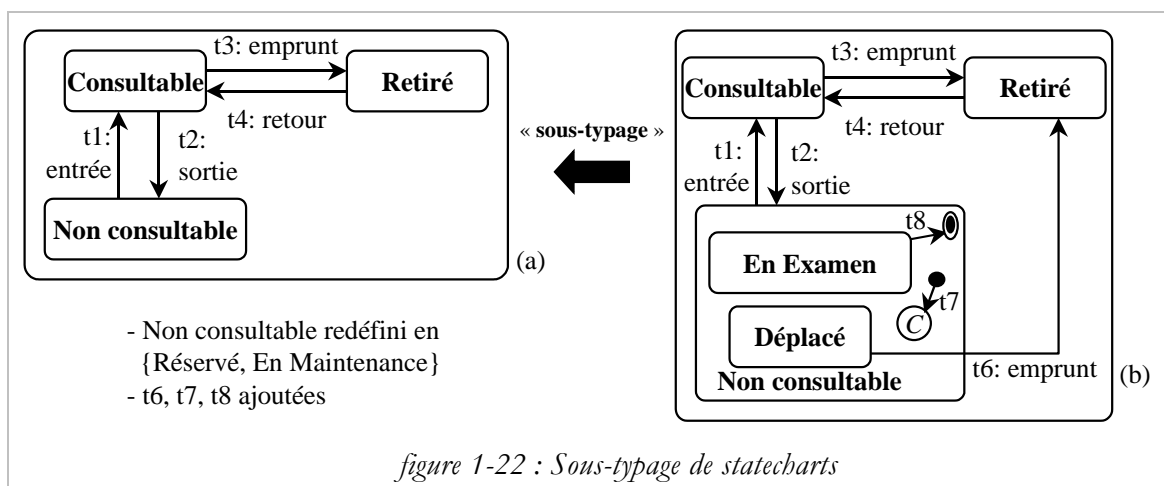 t3: emprunt
Consultable
Retiré
t4: retour
t1:
entrée
t2:
sortie
Non consultable
(a)
- Non consultable redéfini en
{Réservé, En Maintenance}
- t6, t7, t8 ajoutées
« sous-typage »
t3: emprunt
Consultable
Retiré
t4: retour
t1:
entrée
t2:
sortie
t8
En Examen
t7
C
Déplacé
Non consultable
t6: emprunt
(b)
figure 1-22 : Sous-typage de statecharts